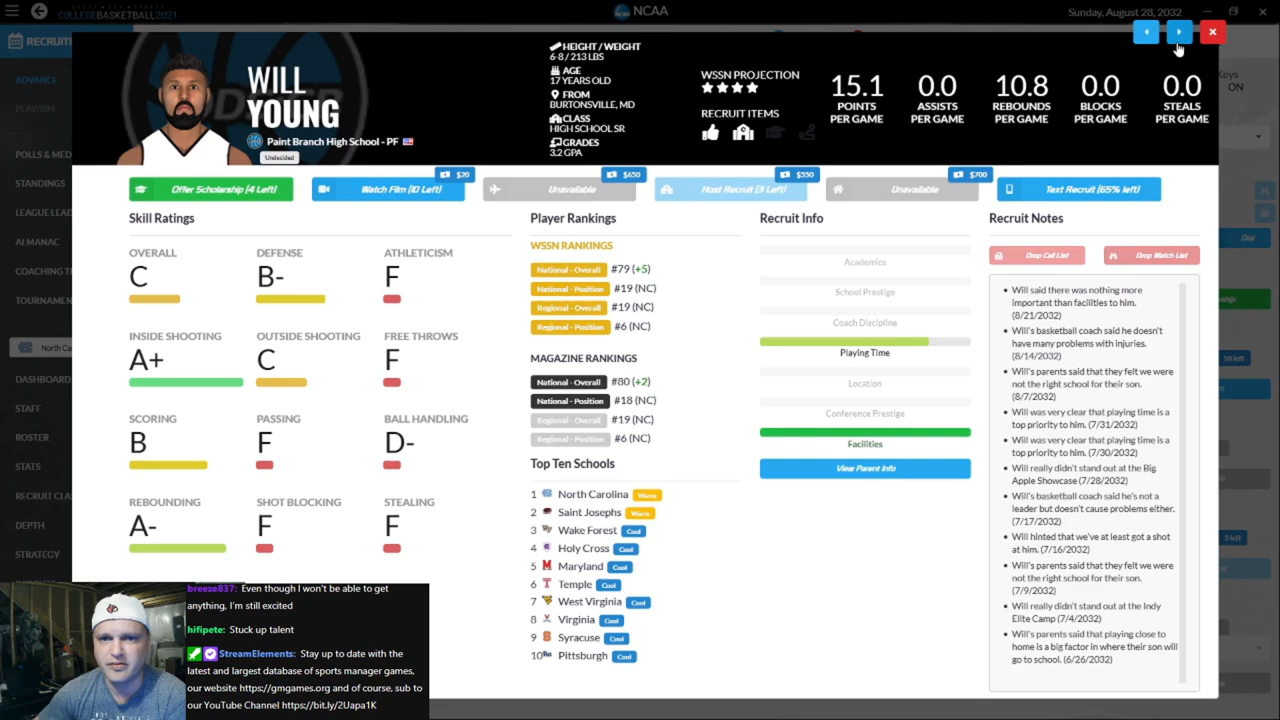 COLLEGEBASKETBALL2021
NCAA
Sunday, August 28, 2032
RECRUITI
ADVANCE
PLAY/SIM
POLLS & MED
STANDINGS
LEAGUE LEAD
ALMANAC
COACHING T
TOURNAMEN
North Ca
DASHBOARD
STAFF
ROSTER
STATS
RECRUIT CLA
DEPTH
STRATEGY
Keys
ON
Dial
10 left
3 left
WILL
YOUNG
Paint Branch High School - PF
Undecided
HEIGHT / WEIGHT
6-8 / 213 LBS
AGE
17 YEARS OLD
FROM
BURTONSVILLE, MD
CLASS
HIGH SCHOOL SR
GRADES
3.2 GPA
WSSN PROJECTION
RECRUIT ITEMS
15.1
POINTS
PER GAME
0.0
ASSISTS
PER GAME
10.8
REBOUNDS
PER GAME
0.0
BLOCKS
PER GAME
0.0
STEALS
PER GAME
$20
$650
$550
$700
Offer Scholarship (4 Left)
Watch Film (10 Left)
Unavailable
Host Recruit (3 Left)
Unavailable
Text Recruit (65% left)
Skill Ratings
OVERALL
C
DEFENSE
B-
ATHLETICISM
F
INSIDE SHOOTING
A+
OUTSIDE SHOOTING
C
FREE THROWS
F
SCORING
B
PASSING
F
BALL HANDLING
D-
REBOUNDING
A-
SHOT BLOCKING
F
STEALING
F
Player Rankings
WSSN RANKINGS
National - Overall #79 (+5)
National - Position #19 (NC)
Regional - Overall #19 (NC)
Regional - Position #6 (NC)
MAGAZINE RANKINGS
National - Overall #80 (+2)
National - Position #18 (NC)
Regional - Overall #19 (NC)
Regional - Position #6 (NC)
Top Ten Schools
1 North Carolina Warm
2 Saint Josephs Warm
3 Wake Forest Cool
4 Holy Cross Cool
5 Maryland Cool
6 Temple Cool
7 West Virginia Cool
8 Virginia Cool
9 Syracuse Cool
10 Pittsburgh Cool
Recruit Info
Academics
School Prestige
Coach Discipline
Playing Time
Location
Conference Prestige
Facilities
View Parent Info
Recruit Notes
Drop Call List
Drop Watch List
Will said there was nothing more
important than facilities to him.
(8/21/2032)
Will's basketball coach said he doesn't
have many problems with injuries.
(8/14/2032)
Will's parents said that they felt we were
not the right school for their son.
(8/7/2032)
Will was very clear that playing time is a
top priority to him. (7/31/2032)
Will was very clear that playing time is a
top priority to him. (7/30/2032)
Will really didn't stand out at the Big
Apple Showcase (7/28/2032)
Will's basketball coach said he's not a
leader but doesn't cause problems either.
(7/17/2032)
Will hinted that we've at least got a shot
at him. (7/16/2032)
Will's parents said that they felt we were
not the right school for their son.
(7/9/2032)
Will really didn't stand out at the Indy
Elite Camp (7/4/2032)
Will's parents said that playing close to
home is a big factor in where their son will
go to school. (6/26/2032)
breeze837: Even though I won't be able to get
anything, I'm still excited
hifipete: Stuck up talent
StreamElements: Stay up to date with the
latest and largest database of sports manager games,
our website https://gmgames.org and of course, sub to
our YouTube Channel https://bit.ly/2Uapa1K